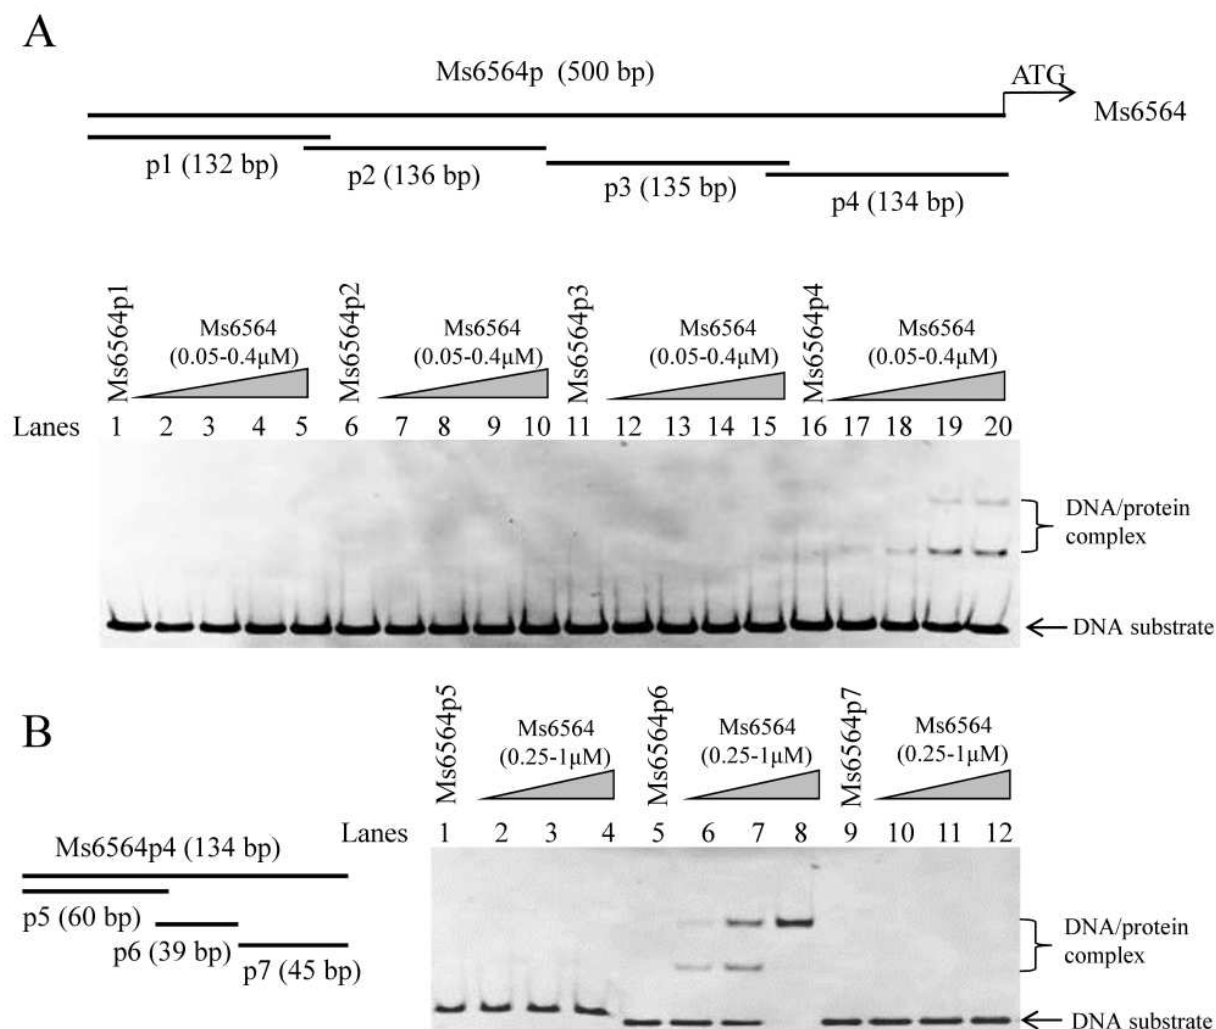 A
Ms6564p (500 bp)
ATG
Ms6564
p1 (132 bp)
p2 (136 bp)
p3 (135 bp)
p4 (134 bp)
Ms6564p1
Ms6564
(0.05-0.4μM)
Ms6564p2
Ms6564
(0.05-0.4μM)
Ms6564p3
Ms6564
(0.05-0.4μM)
Ms6564p4
Ms6564
(0.05-0.4μM)
Lanes 1 2 3 4 5 6 7 8 9 10 11 12 13 14 15 16 17 18 19 20
DNA/protein
complex
DNA substrate
B
Ms6564p4 (134 bp)
p5 (60 bp)
p6 (39 bp)
p7 (45 bp)
Ms6564p5
Ms6564
(0.25-1μM)
Ms6564p6
Ms6564
(0.25-1μM)
Ms6564p7
Ms6564
(0.25-1μM)
Lanes 1 2 3 4 5 6 7 8 9 10 11 12
DNA/protein
complex
DNA substrate